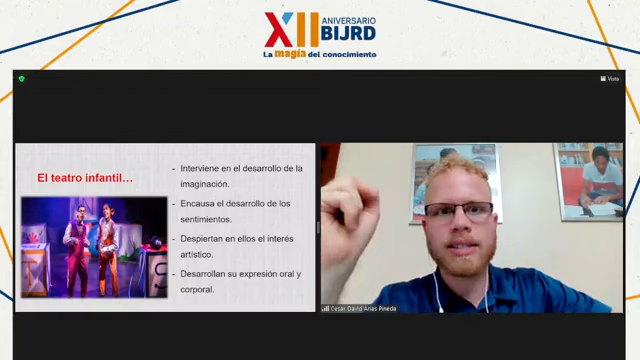 XII ANIVERSARIO
BIJRD
La magia del conocimiento
Vista
El teatro infantil...
- Interviene en el desarrollo de la
imaginación.
- Encausa el desarrollo de los
sentimientos.
- Despiertan en ellos el interés
artístico.
- Desarrollan su expresión oral y
corporal.
Cesar David Arias Pineda